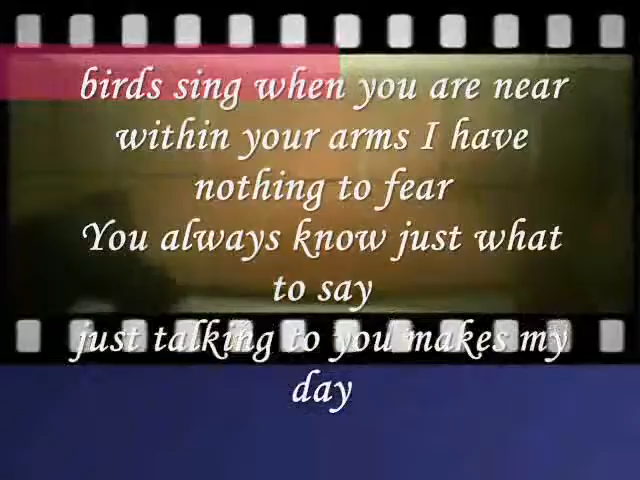 birds sing when you are near
within your arms I have
nothing to fear
You always know just what
to say
just talking to you makes my
day